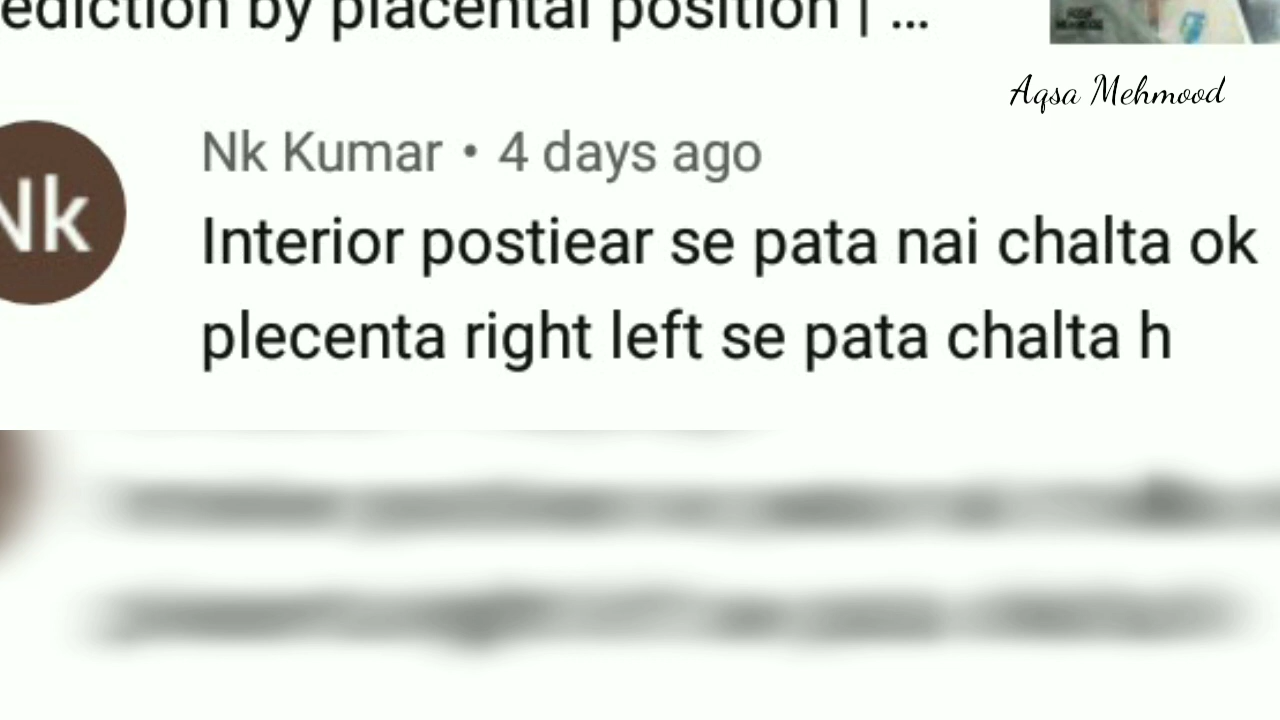 ediction by placental position | ...
Aqsa Mehmood
Nk
Nk Kumar • 4 days ago
Interior postiear se pata nai chalta ok
plecenta right left se pata chalta h